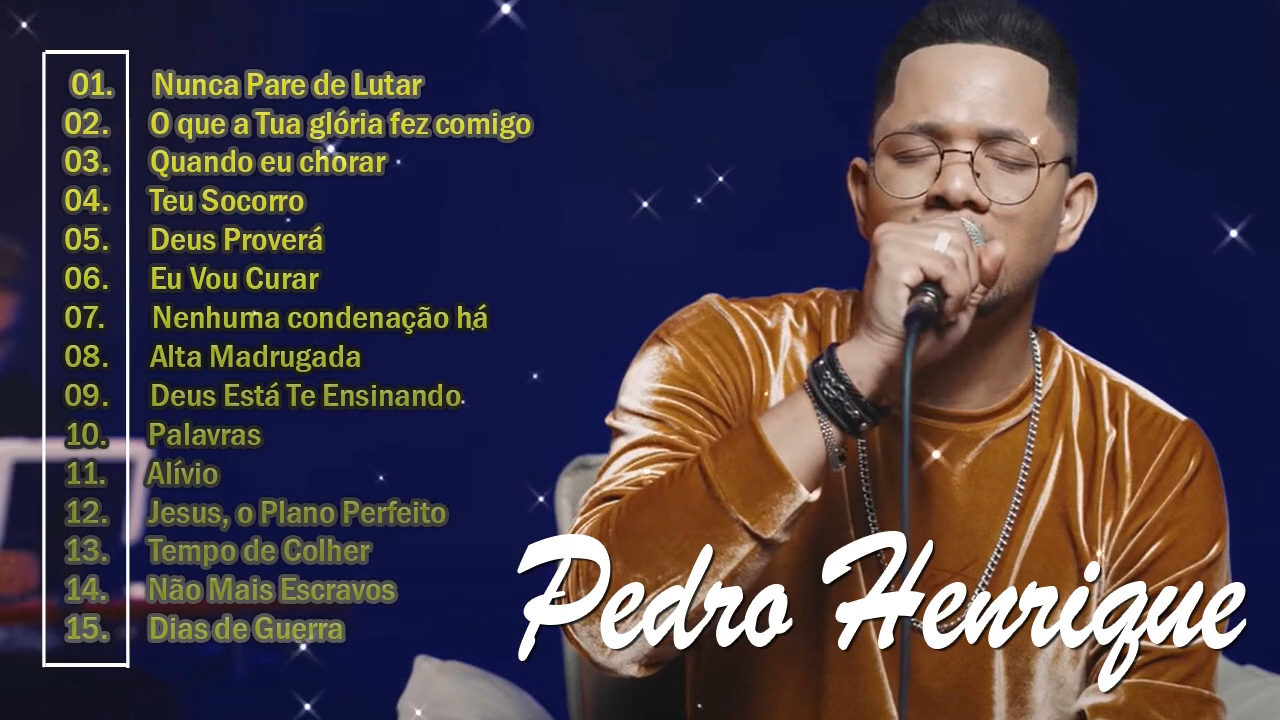 01. Nunca Pare de Lutar
02. O que a Tua glória fez comigo
03. Quando eu chorar
04. Teu Socorro
05. Deus Proverá
06. Eu Vou Curar
07. Nenhuma condenação há
08. Alta Madrugada
09. Deus Está Te Ensinando
10. Palavras
11. Alívio
12. Jesus, o Plano Perfeito
13. Tempo de Colher
14. Não Mais Escravos
15. Dias de Guerra
Pedro Henrique